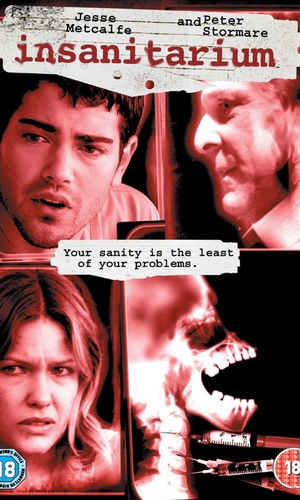 Jesse Metcalfe and Peter Stormare
insanitarium
Your sanity is the least
of your problems.
18
18